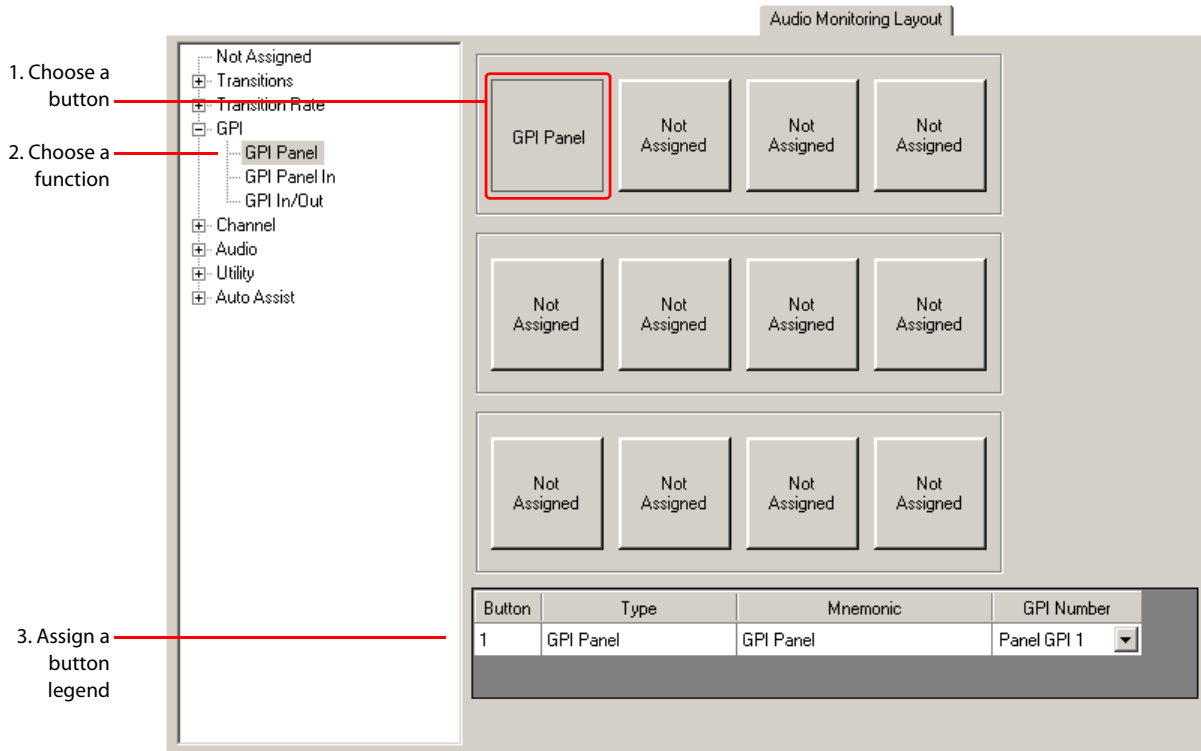 Audio Monitoring Layout
1. Choose a
button
2. Choose a
function
3. Assign a
button
legend
Not Assigned
Transitions
Transition Rate
GPI
GPI Panel
GPI Panel In
GPI In/Out
Channel
Audio
Utility
Auto Assist
GPI Panel
Not
Assigned
Not
Assigned
Not
Assigned
Not
Assigned
Not
Assigned
Not
Assigned
Not
Assigned
Not
Assigned
Not
Assigned
Not
Assigned
Not
Assigned
Button Type Mnemonic GPI Number
1 GPI Panel GPI Panel Panel GPI 1